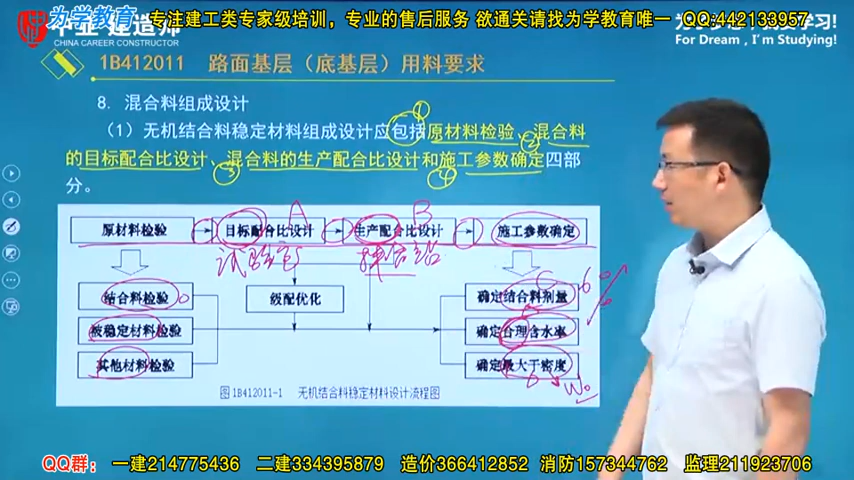 为学教育 专注建工类专家级培训，专业的售后服务 欲通关请找为学教育唯一 QQ:442133957
CHINA CAREER CONSTRUCTOR
For Dream, I'm Studying!
1B412011 路面基层（底基层）用料要求
8. 混合料组成设计
（1）无机结合料稳定材料组成设计应包括原材料检验、混合料
的目标配合比设计、混合料的生产配合比设计和施工参数确定四部
分。
① ② ③ ④
A B
原材料检验 目标配合比设计 生产配合比设计 施工参数确定
试验室 拌合站
结合料检验 级配优化 确定结合料剂量
被稳定材料检验 确定合理含水率
其他材料检验 确定最大干密度
图1B412011-1 无机结合料稳定材料设计流程图
QQ群： 一建214775436 二建334395879 造价366412852 消防157344762 监理211923706